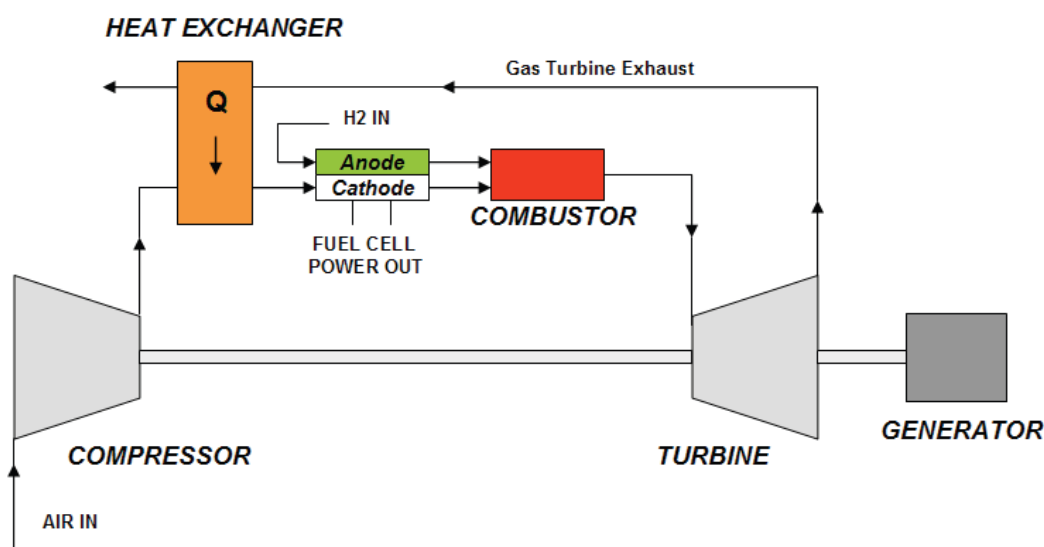 HEAT EXCHANGER
Gas Turbine Exhaust
Q
H2 IN
Anode
Cathode
COMBUSTOR
FUEL CELL
POWER OUT
COMPRESSOR
TURBINE
GENERATOR
AIR IN